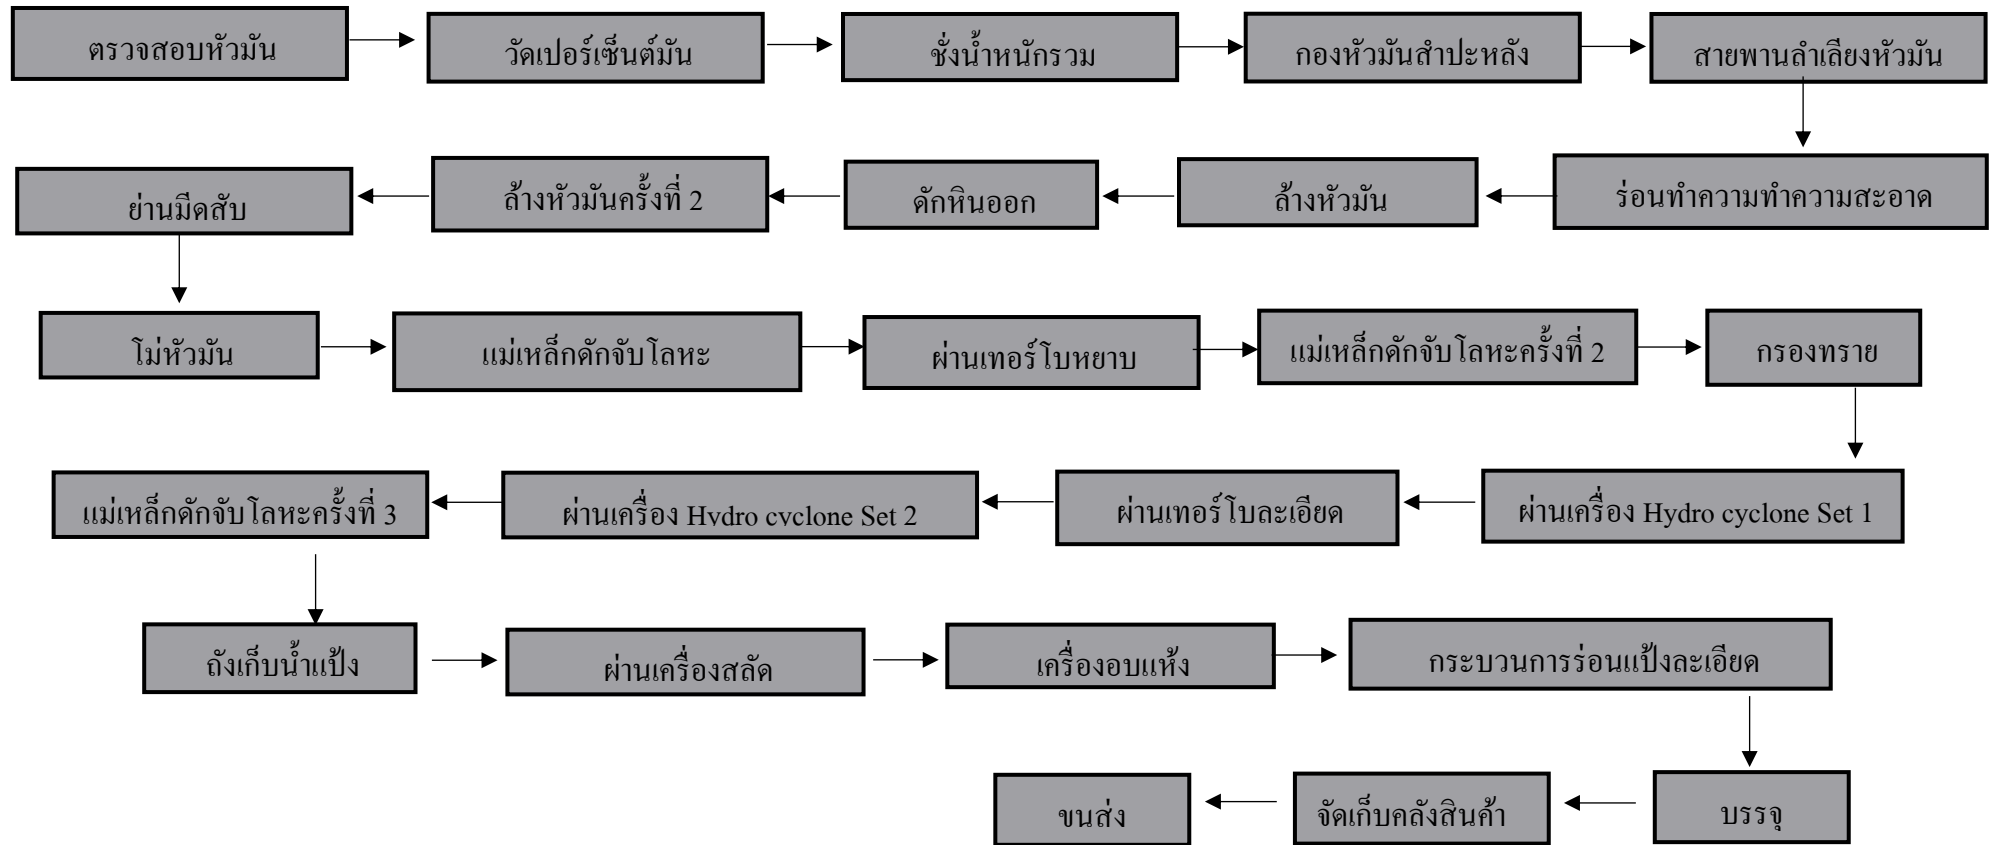 ตรวจสอบหัวมัน
วัดเปอร์เซ็นต์มัน
ชั่งน้ำหนักรวม
กองหัวมันสำปะหลัง
สายพานลำเลียงหัวมัน
ร่อนทำความทำความสะอาด
ล้างหัวมัน
ดักหินออก
ล้างหัวมันครั้งที่ 2
ย่านมีดสับ
โม่หัวมัน
แม่เหล็กดักจับโลหะ
ผ่านเทอร์โบหยาบ
แม่เหล็กดักจับโลหะครั้งที่ 2
กรองทราย
ผ่านเครื่อง Hydro cyclone Set 1
ผ่านเทอร์โบละเอียด
ผ่านเครื่อง Hydro cyclone Set 2
แม่เหล็กดักจับโลหะครั้งที่ 3
ถังเก็บน้ำแป้ง
ผ่านเครื่องสลัด
เครื่องอบแห้ง
กระบวนการร่อนแป้งละเอียด
บรรจุ
จัดเก็บคลังสินค้า
ขนส่ง